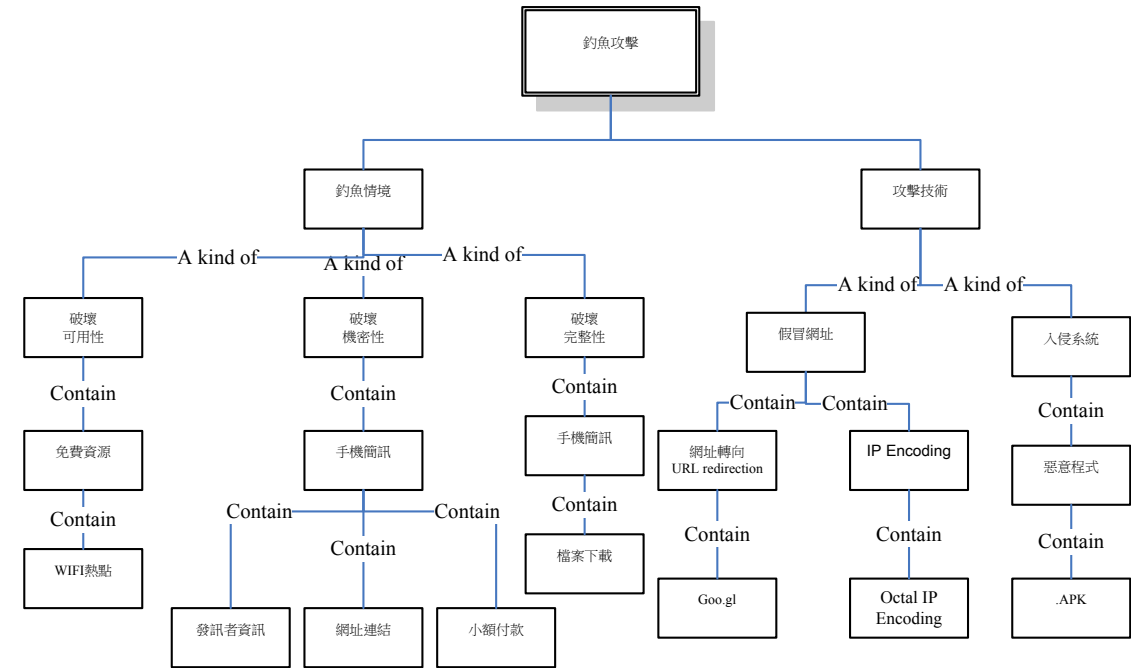 釣魚攻擊
釣魚情境
攻擊技術
A kind of
A kind of
A kind of
A kind of
A kind of
破壞
可用性
破壞
機密性
破壞
完整性
假冒網址
入侵系統
Contain
Contain
Contain
Contain
Contain
Contain
免費資源
手機簡訊
手機簡訊
網址轉向
URL redirection
IP Encoding
惡意程式
Contain
Contain
Contain
Contain
Contain
Contain
Contain
Contain
WIFI熱點
檔案下載
Goo.gl
Octal IP
Encoding
.APK
發訊者資訊
網址連結
小額付款